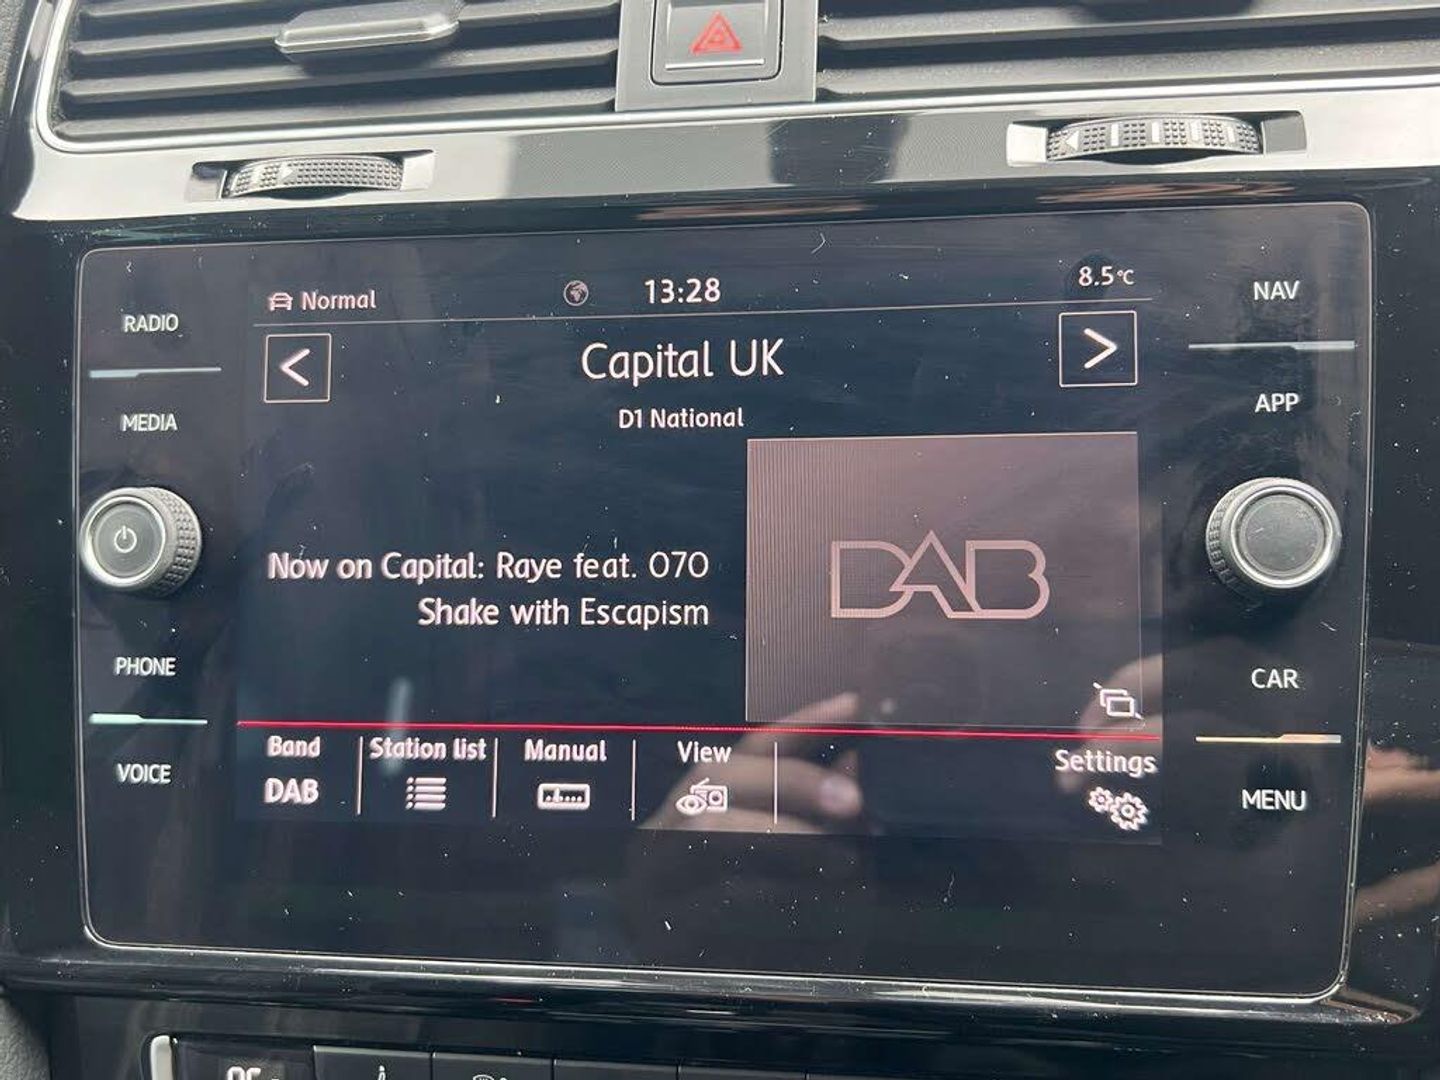 RADIO
MEDIA
PHONE
VOICE
Normal
13:28
8.5°C
Capital UK
D1 National
Now on Capital: Raye feat. 070
Shake with Escapism
DAB
Band
DAB
Station list
Manual
View
Settings
NAV
APP
CAR
MENU